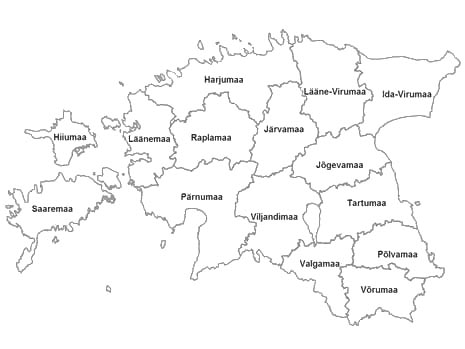 Harjumaa
Lääne-Virumaa
Ida-Virumaa
Hiiumaa
Läänemaa
Raplamaa
Järvamaa
Jõgevamaa
Saaremaa
Pärnumaa
Viljandimaa
Tartumaa
Valgamaa
Põlvamaa
Võrumaa